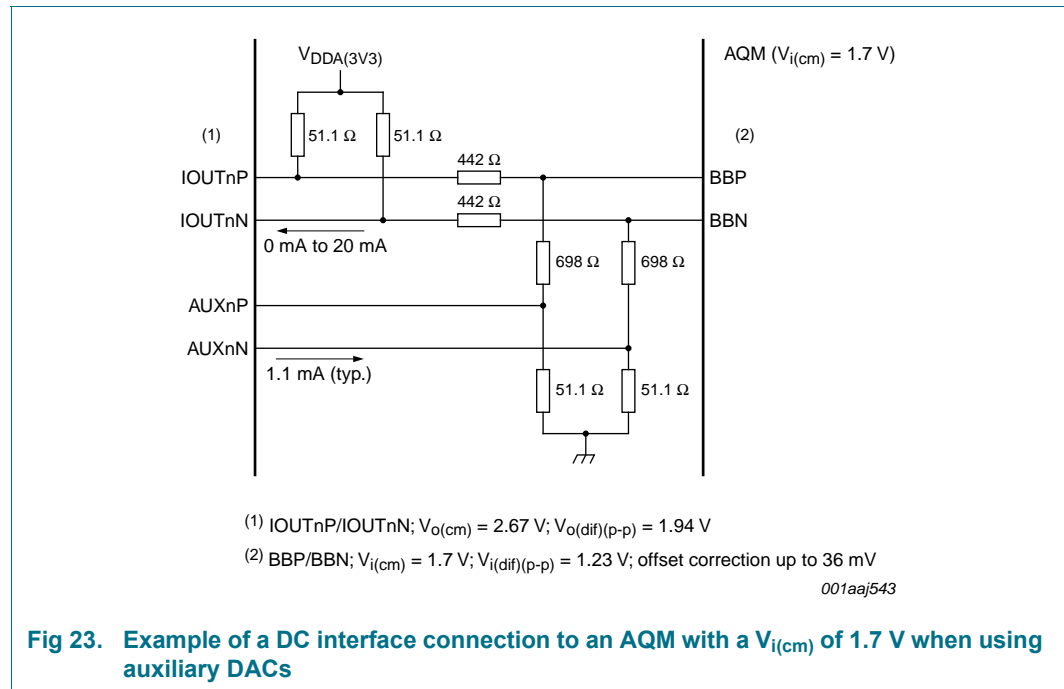 VDDA(3V3)
AQM (Vi(cm) = 1.7 V)
(1)
51.1 Ω
51.1 Ω
(2)
442 Ω
IOUTnP
BBP
442 Ω
IOUTnN
BBN
0 mA to 20 mA
698 Ω
698 Ω
AUXnP
AUXnN
1.1 mA (typ.)
51.1 Ω
51.1 Ω
(1) IOUTnP/IOUTnN; Vo(cm) = 2.67 V; Vo(dif)(p-p) = 1.94 V
(2) BBP/BBN; Vi(cm) = 1.7 V; Vi(dif)(p-p) = 1.23 V; offset correction up to 36 mV
001aaj543
Fig 23. Example of a DC interface connection to an AQM with a Vi(cm) of 1.7 V when using
auxiliary DACs